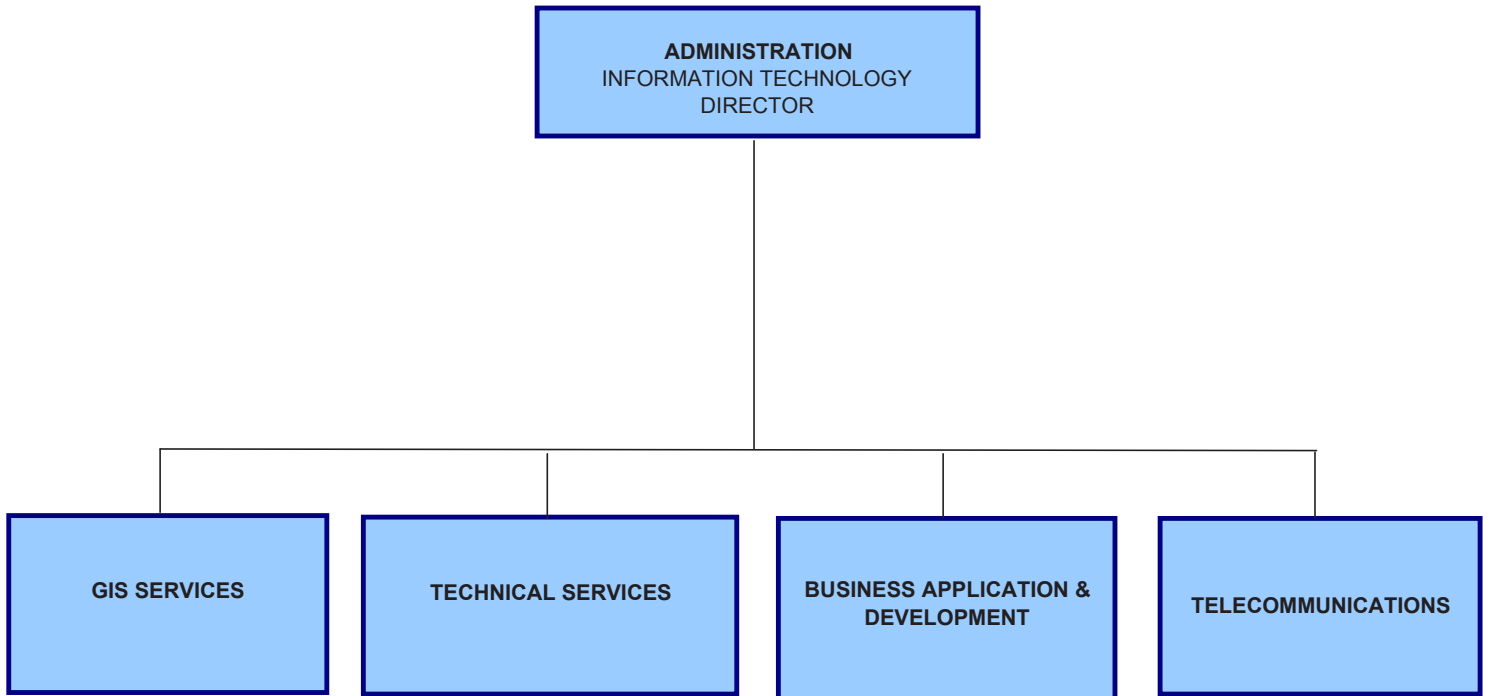 ADMINISTRATION
INFORMATION TECHNOLOGY
DIRECTOR
GIS SERVICES
TECHNICAL SERVICES
BUSINESS APPLICATION &
DEVELOPMENT
TELECOMMUNICATIONS